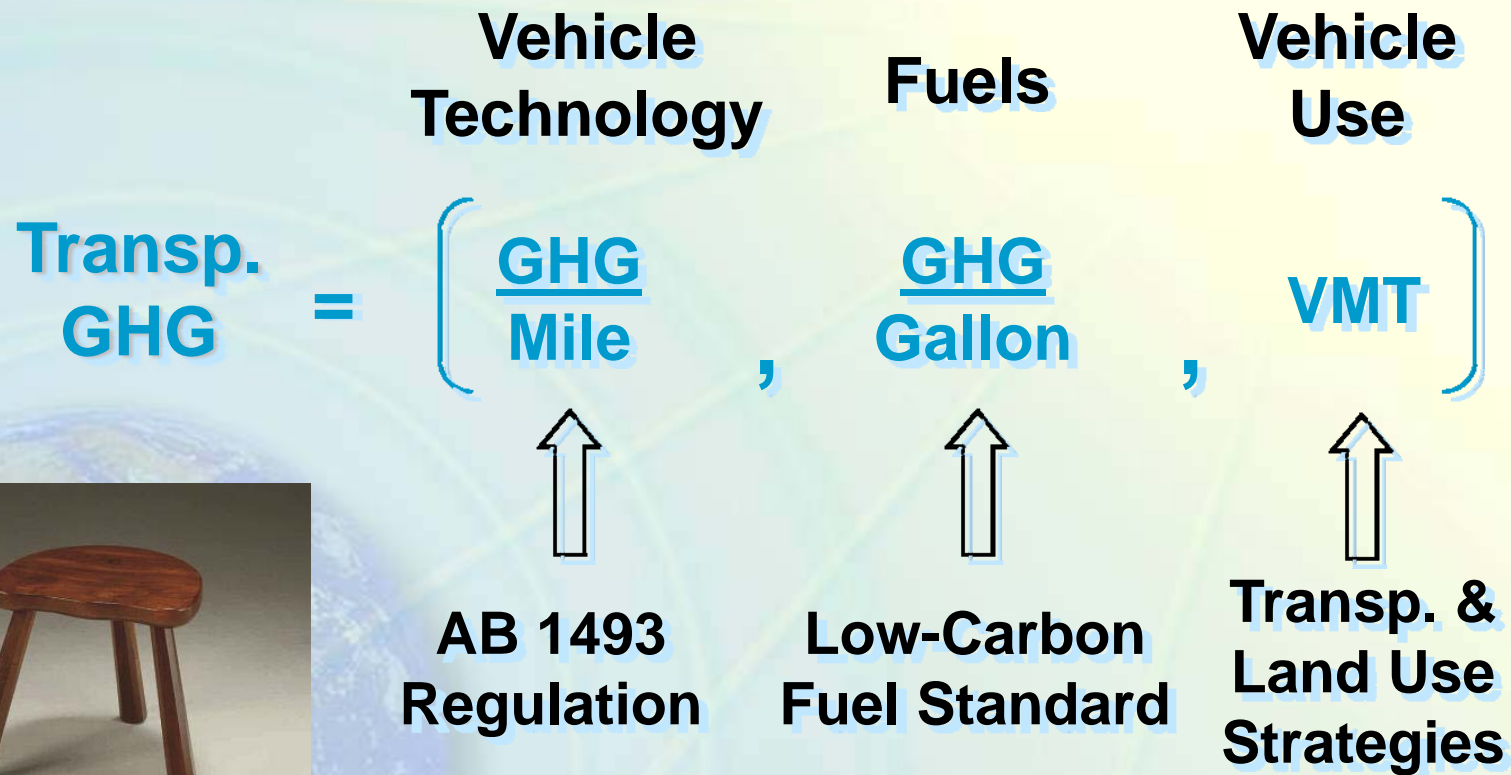 Vehicle
Technology
Fuels
Vehicle
Use
Transp.
GHG
=
GHG
Mile
,
GHG
Gallon
,
VMT
AB 1493
Regulation
Low-Carbon
Fuel Standard
Transp. &
Land Use
Strategies